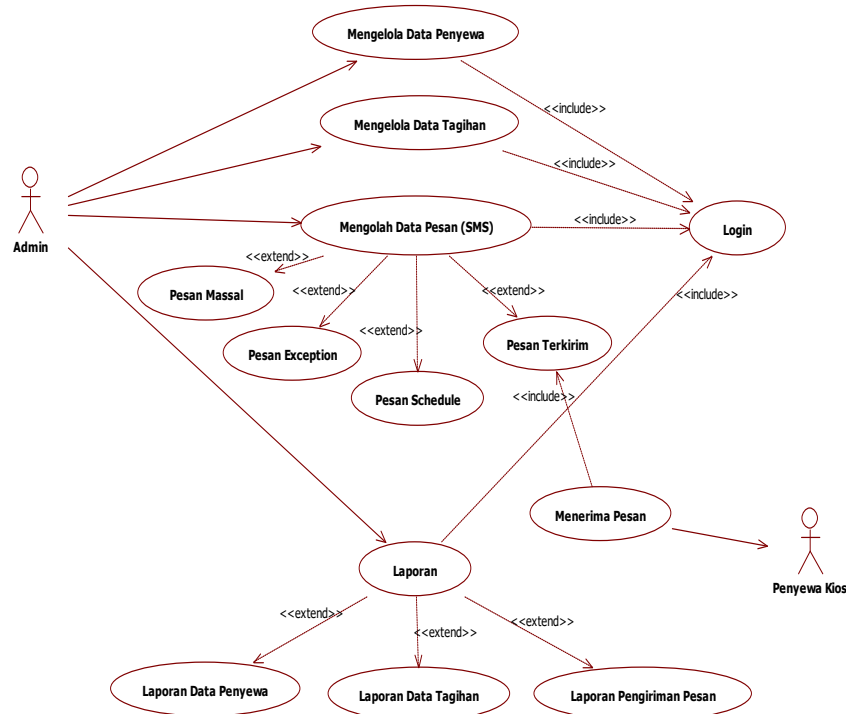 Mengelola Data Penyewa
<<include>>
Mengelola Data Tagihan
<<include>>
Admin
Mengolah Data Pesan (SMS)
<<include>>
Login
<<extend>>
Pesan Massal
<<extend>>
<<extend>>
<<extend>>
<<include>>
Pesan Exception
Pesan Terkirim
Pesan Schedule
<<include>>
Menerima Pesan
Penyewa Kios
Laporan
<<extend>>
<<extend>>
<<extend>>
Laporan Data Penyewa
Laporan Data Tagihan
Laporan Pengiriman Pesan